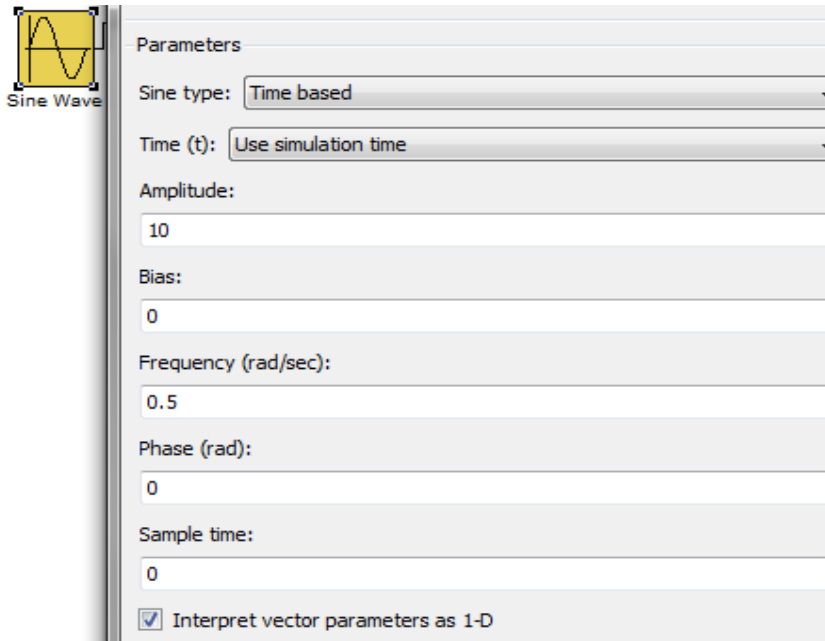 Sine Wave
Parameters
Sine type: Time based
Time (t): Use simulation time
Amplitude:
10
Bias:
0
Frequency (rad/sec):
0.5
Phase (rad):
0
Sample time:
0
Interpret vector parameters as 1-D